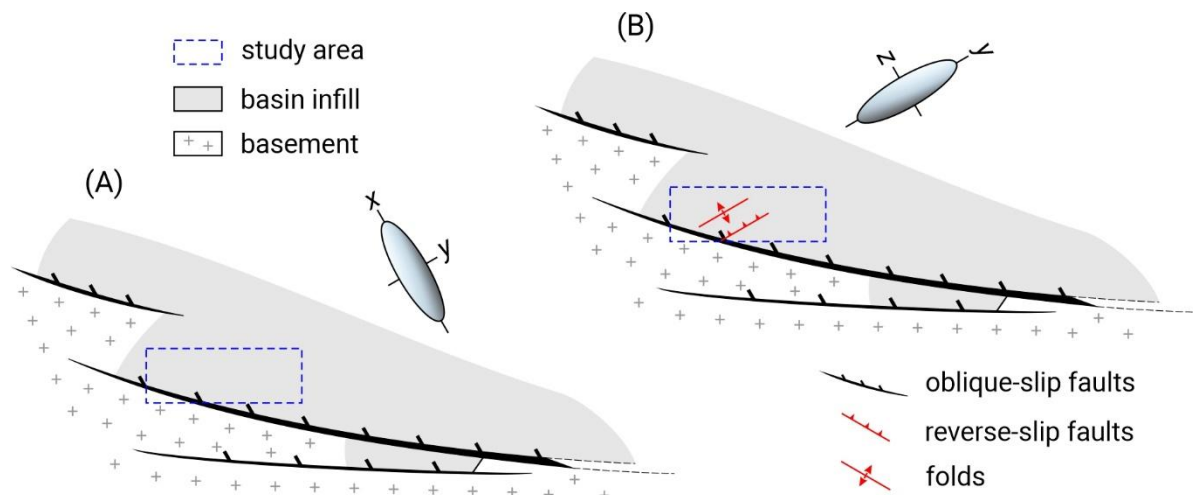 (B)
study area
basin infill
basement
(A)
x
y
z
y
oblique-slip faults
reverse-slip faults
folds